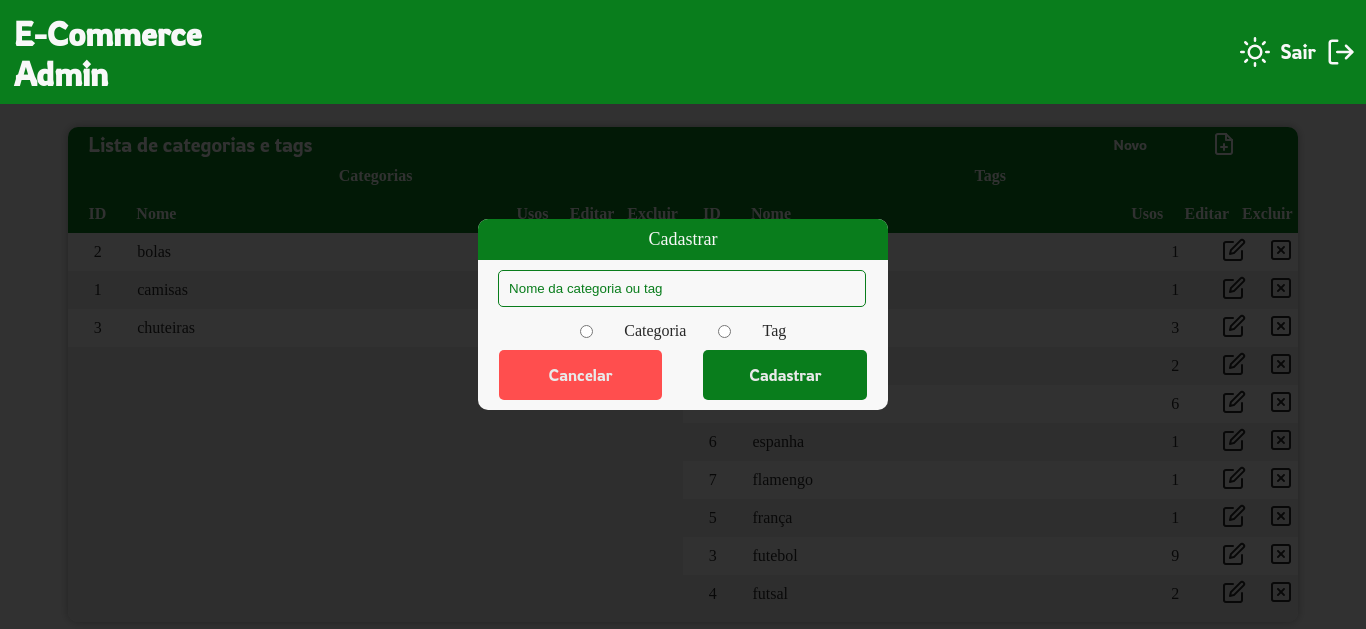 E-Commerce
Admin
Sair
Lista de categorias e tags
Novo
Categorias
Tags
ID Nome Usos Editar Excluir ID Nome Usos Editar Excluir
Cadastrar
Nome da categoria ou tag
Categoria Tag
Cancelar Cadastrar
2 bolas 1
1 camisas 1
3 chuteiras 3
2
6
6 espanha 1
7 flamengo 1
5 frança 1
3 futebol 9
4 futsal 2